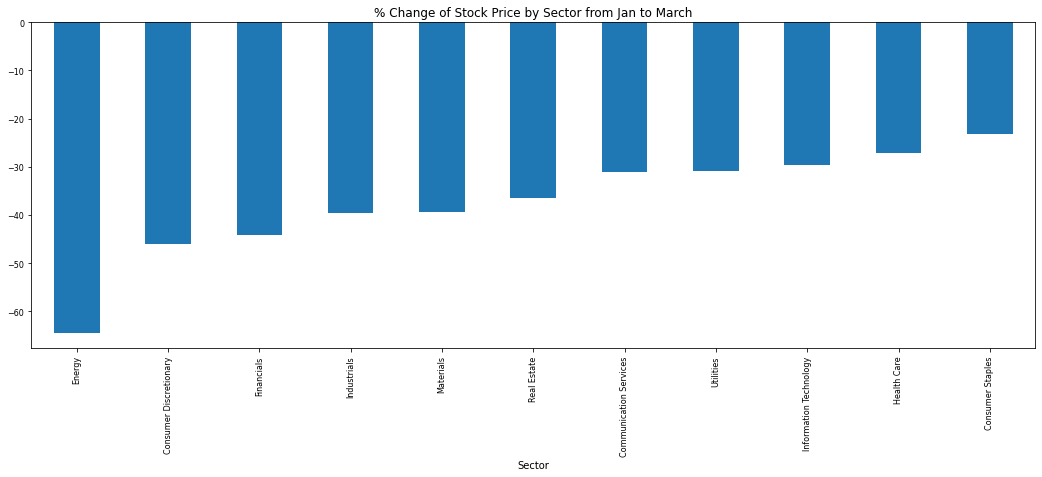 % Change of Stock Price by Sector from Jan to March
0
−10
−20
−30
−40
−50
−60
Energy
Consumer Discretionary
Financials
Industrials
Materials
Real Estate
Communication Services
Utilities
Information Technology
Health Care
Consumer Staples
Sector